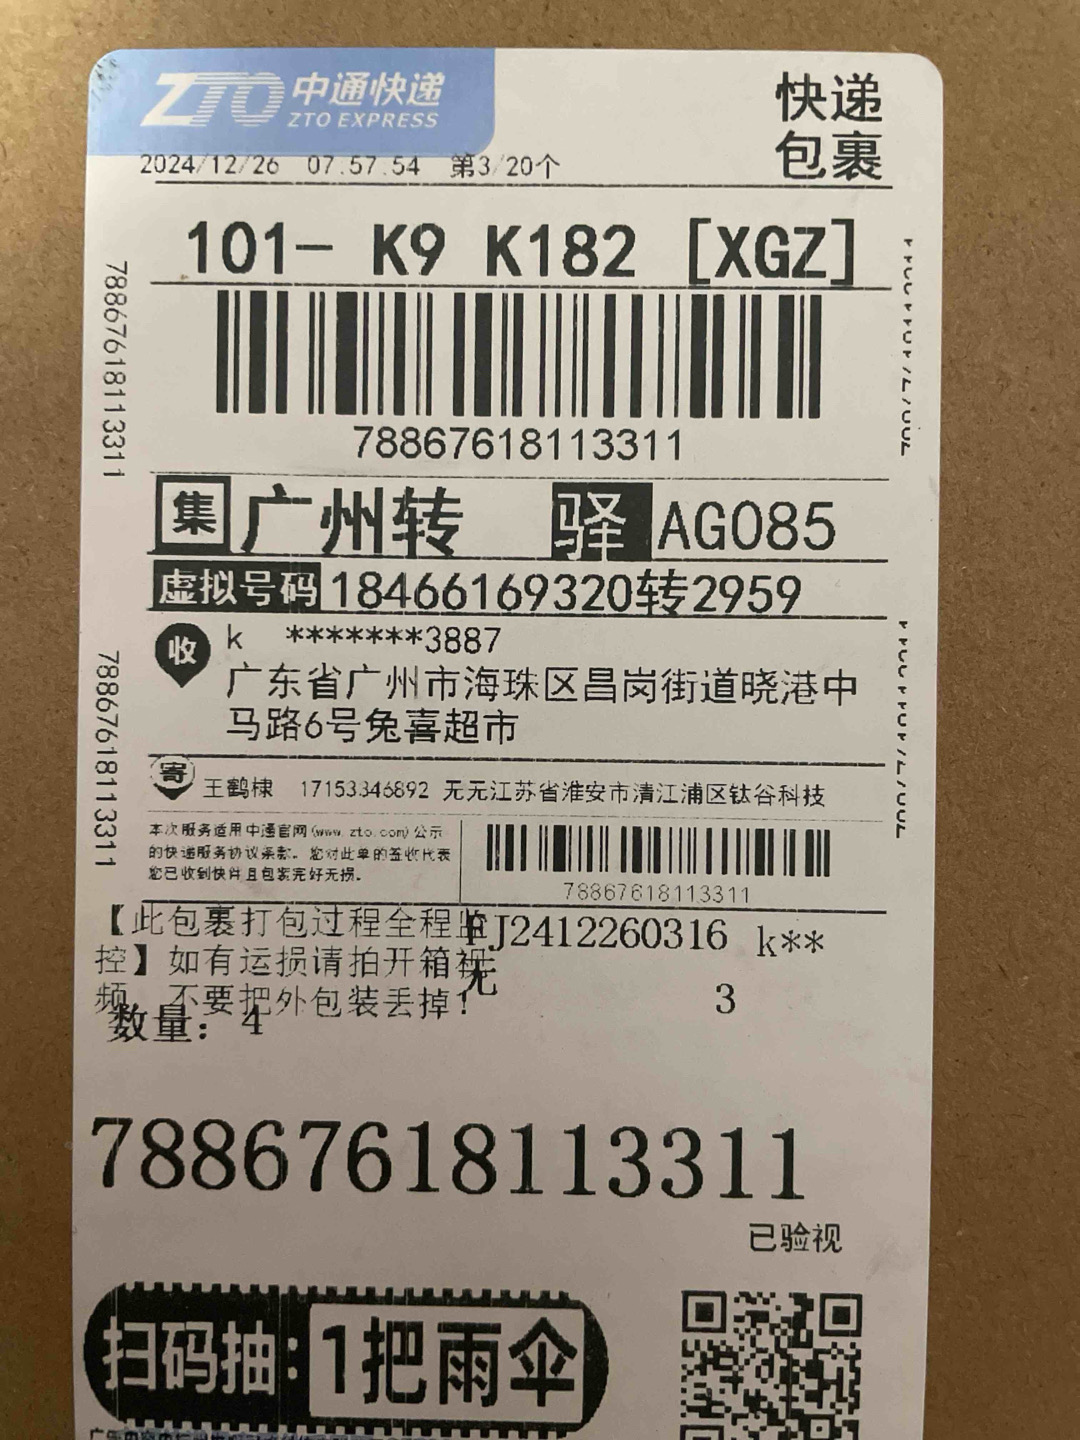 ZTO 中通快递
ZTO EXPRESS
快递
包裹
2024/12/26 07.57.54 第3/20个
101- K9 K182 [XGZ]
78867618113311
78867618113311
集 广州转 驿 AG085
虚拟号码 18466169320转2959
收 k *******3887
广东省广州市海珠区昌岗街道晓港中
马路6号兔喜超市
78867618113311
寄 王鹤棣 17153346892 无无江苏省淮安市清江浦区钛谷科技
本次服务适用中通官网(www.zto.com)公示
的快递服务协议条款。您对此单的签收代表
您已收到快件且包装完好无损。
78867618113311
【此包裹打包过程全程监
控】如有运损请拍开箱视
频，不要把外包装丢掉！
J2412260316 k**
无
3
数量：4
78867618113311
已验视
扫码抽：1把雨伞